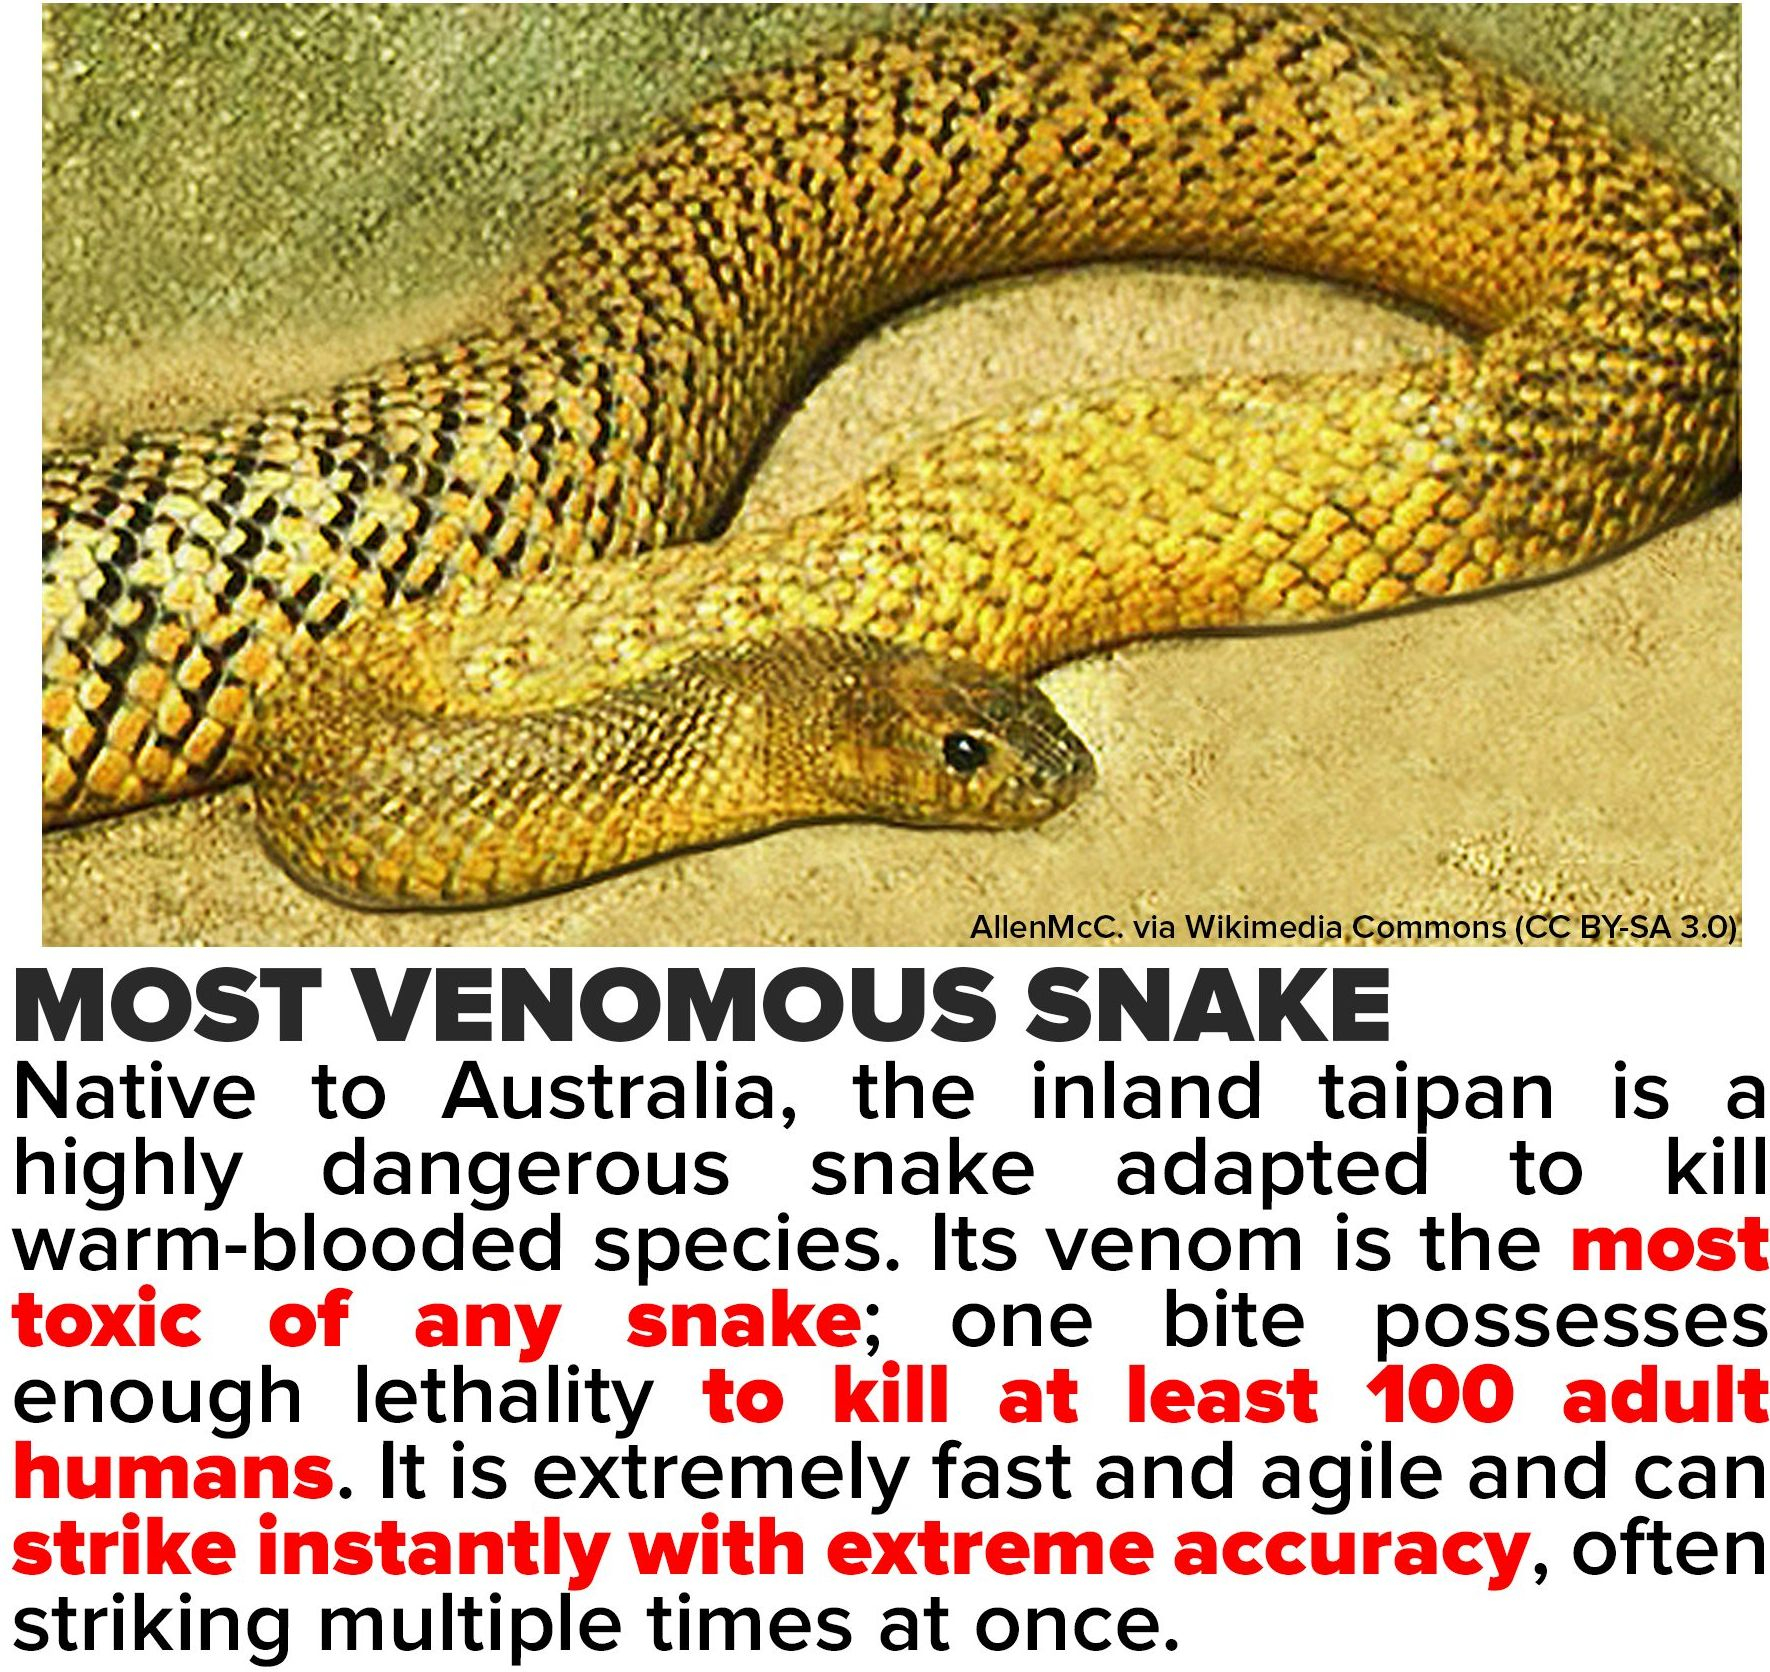 AllenMcC. via Wikimedia Commons (CC BY-SA 3.0)
MOST VENOMOUS SNAKE
Native to Australia, the inland taipan is a
highly dangerous snake adapted to kill
warm-blooded species. Its venom is the most
toxic of any snake; one bite possesses
enough lethality to kill at least 100 adult
humans. It is extremely fast and agile and can
strike instantly with extreme accuracy, often
striking multiple times at once.